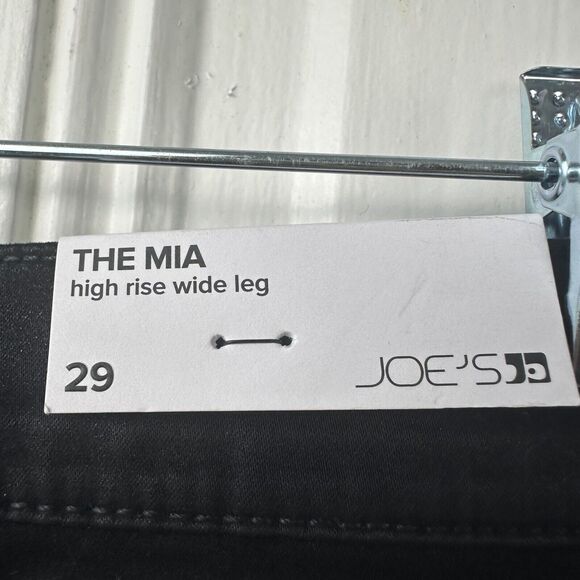 THE MIA
high rise wide leg
29
JOE'S